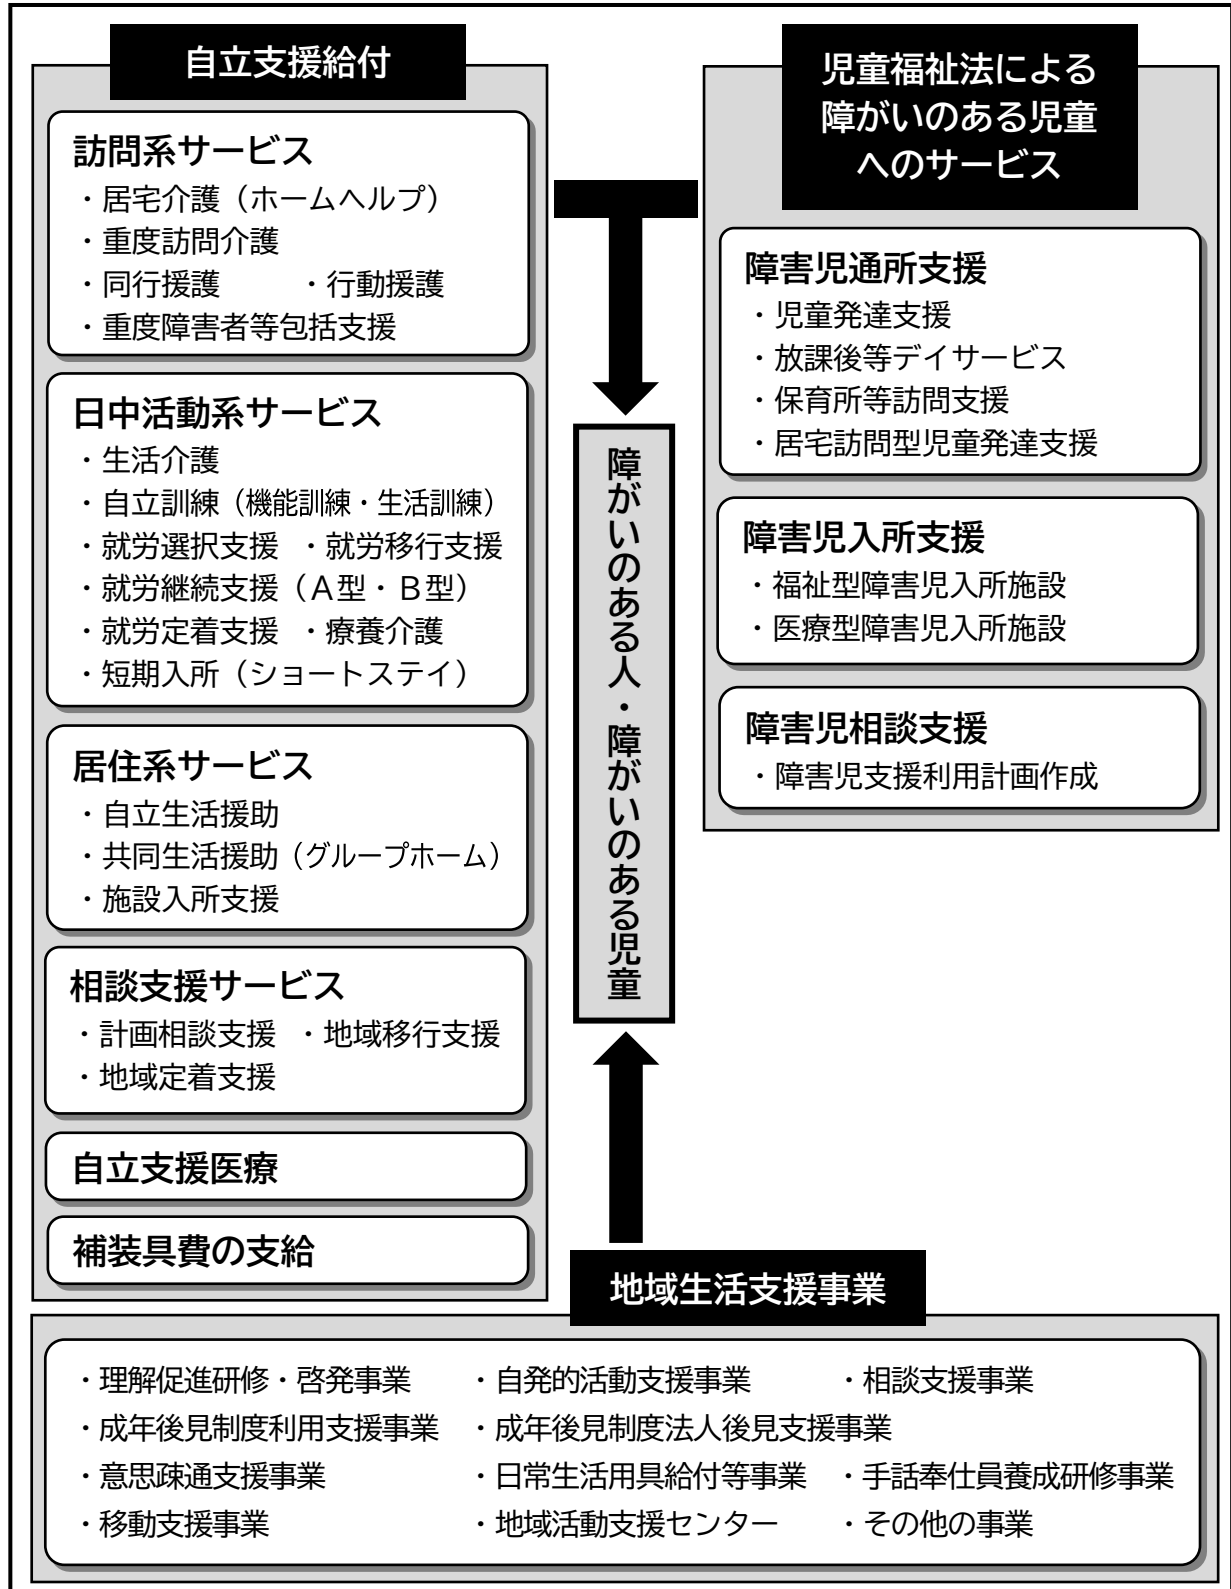 自立支援給付
訪問系サービス
・居宅介護（ホームヘルプ）
・重度訪問介護
・同行援護　・行動援護
・重度障害者等包括支援
日中活動系サービス
・生活介護
・自立訓練（機能訓練・生活訓練）
・就労選択支援　・就労移行支援
・就労継続支援（Ａ型・Ｂ型）
・就労定着支援　・療養介護
・短期入所（ショートステイ）
居住系サービス
・自立生活援助
・共同生活援助（グループホーム）
・施設入所支援
相談支援サービス
・計画相談支援　・地域移行支援
・地域定着支援
自立支援医療
補装具費の支給
障がいのある人・障がいのある児童
児童福祉法による
障がいのある児童
へのサービス
障害児通所支援
・児童発達支援
・放課後等デイサービス
・保育所等訪問支援
・居宅訪問型児童発達支援
障害児入所支援
・福祉型障害児入所施設
・医療型障害児入所施設
障害児相談支援
・障害児支援利用計画作成
地域生活支援事業
・理解促進研修・啓発事業　・自発的活動支援事業　・相談支援事業
・成年後見制度利用支援事業　・成年後見制度法人後見支援事業
・意思疎通支援事業　・日常生活用具給付等事業　・手話奉仕員養成研修事業
・移動支援事業　・地域活動支援センター　・その他の事業